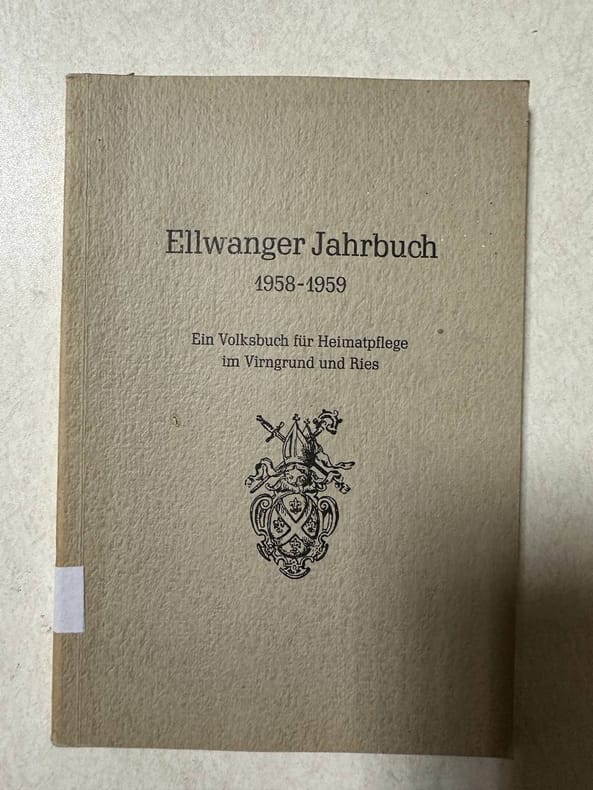 Ellwanger Jahrbuch
1958-1959
Ein Volksbuch für Heimatpflege
im Virngrund und Ries